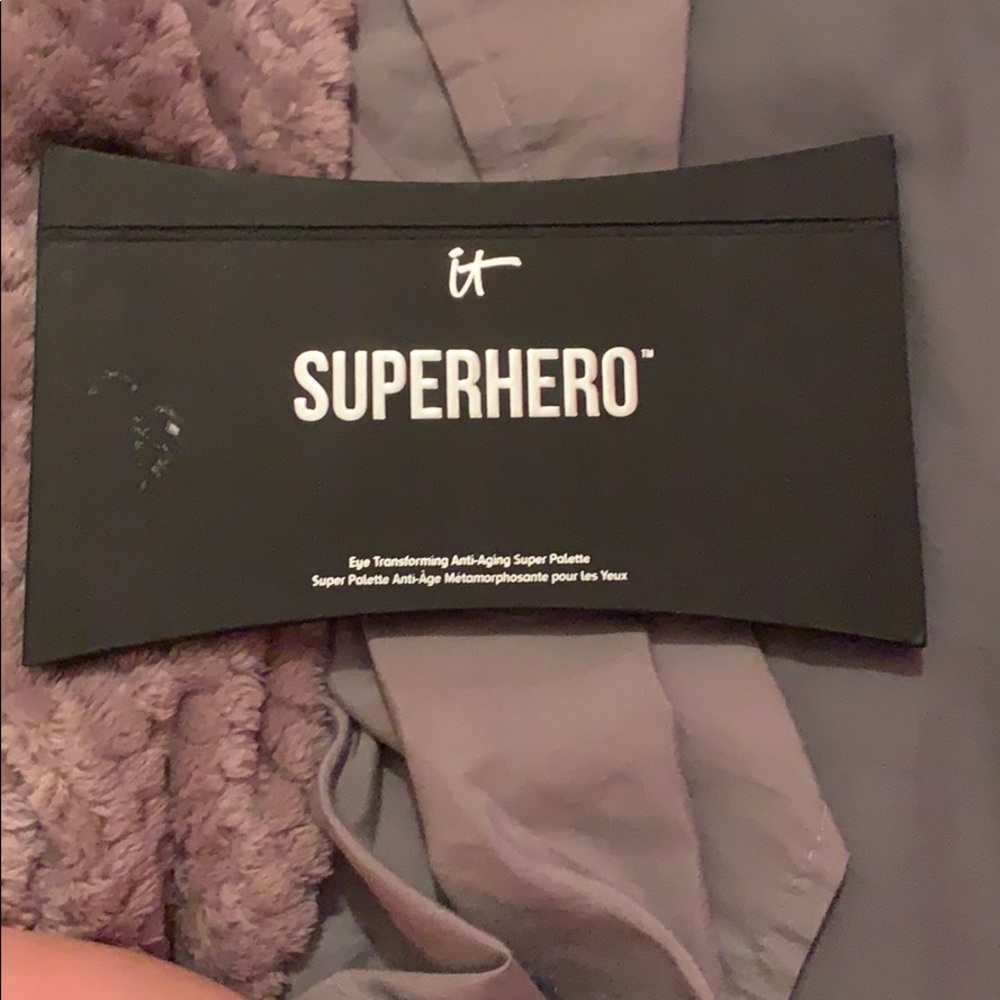 it
SUPERHERO™
Eye Transforming Anti-Aging Super Palette
Super Palette Anti-Âge Métamorphosante pour les Yeux